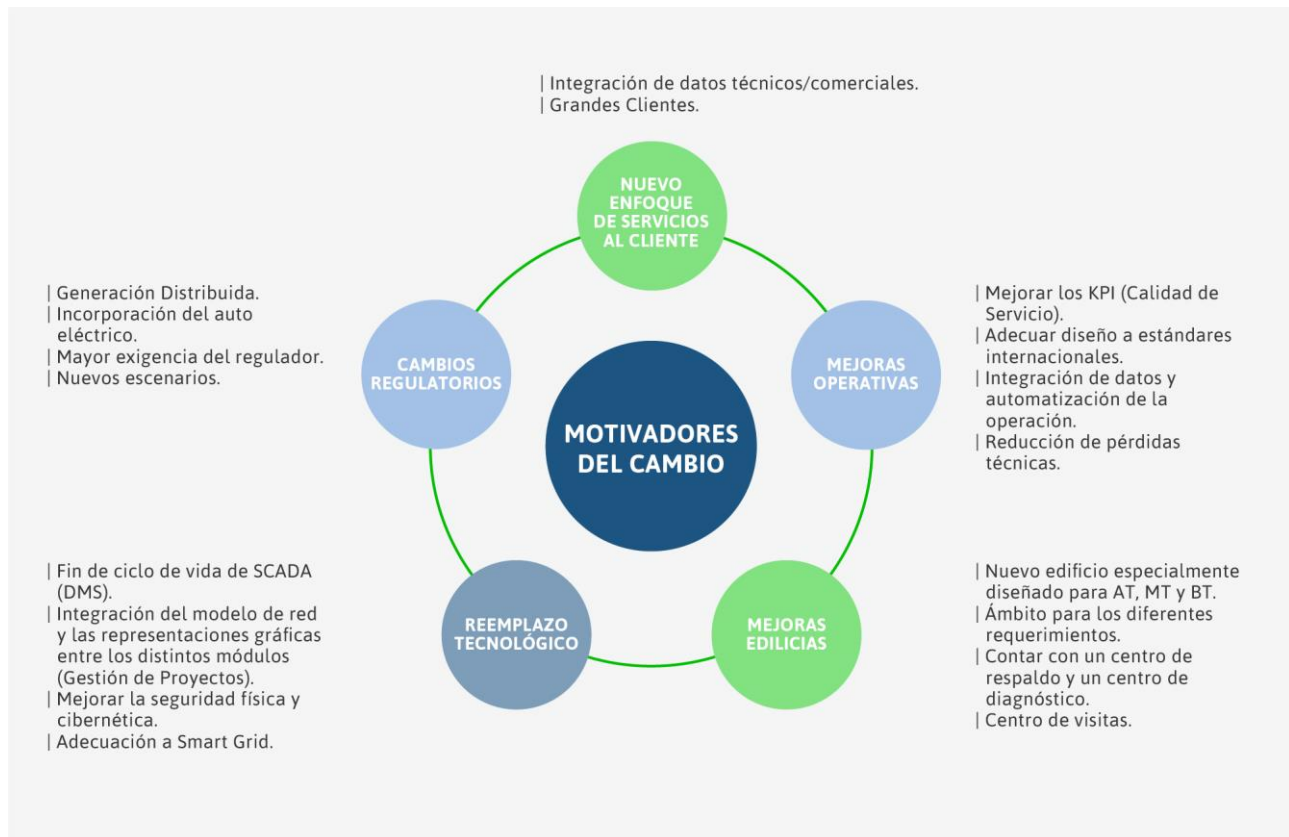 | Integración de datos técnicos/comerciales.
| Grandes Clientes.
NUEVO
ENFOQUE
DE SERVICIOS
AL CLIENTE
| Generación Distribuida.
| Incorporación del auto
eléctrico.
| Mayor exigencia del regulador.
| Nuevos escenarios.
CAMBIOS
REGULATORIOS
MOTIVADORES
DEL CAMBIO
MEJORAS
OPERATIVAS
| Mejorar los KPI (Calidad de
Servicio).
| Adecuar diseño a estándares
internacionales.
| Integración de datos y
automatización de la
operación.
| Reducción de pérdidas
técnicas.
| Fin de ciclo de vida de SCADA
(DMS).
| Integración del modelo de red
y las representaciones gráficas
entre los distintos módulos
(Gestión de Proyectos).
| Mejorar la seguridad física y
cibernética.
| Adecuación a Smart Grid.
REEMPLAZO
TECNOLÓGICO
MEJORAS
EDILICIAS
| Nuevo edificio especialmente
diseñado para AT, MT y BT.
| Ámbito para los diferentes
requerimientos.
| Contar con un centro de
respaldo y un centro de
diagnóstico.
| Centro de visitas.